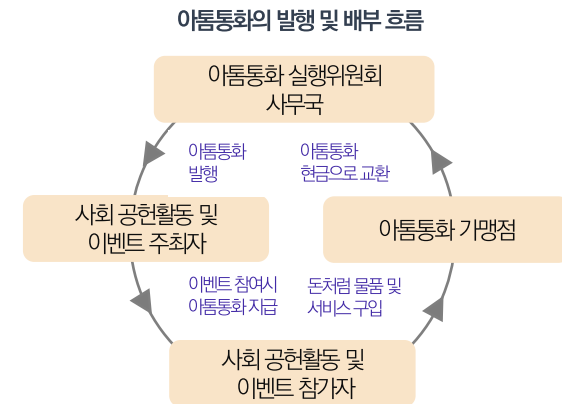 아톰통화의 발행 및 배부 흐름
아톰통화 실행위원회
사무국
아톰통화
발행
아톰통화
현금으로 교환
사회 공헌활동 및
이벤트 주최자
아톰통화 가맹점
이벤트 참여시
아톰통화 지급
돈처럼 물품 및
서비스 구입
사회 공헌활동 및
이벤트 참가자